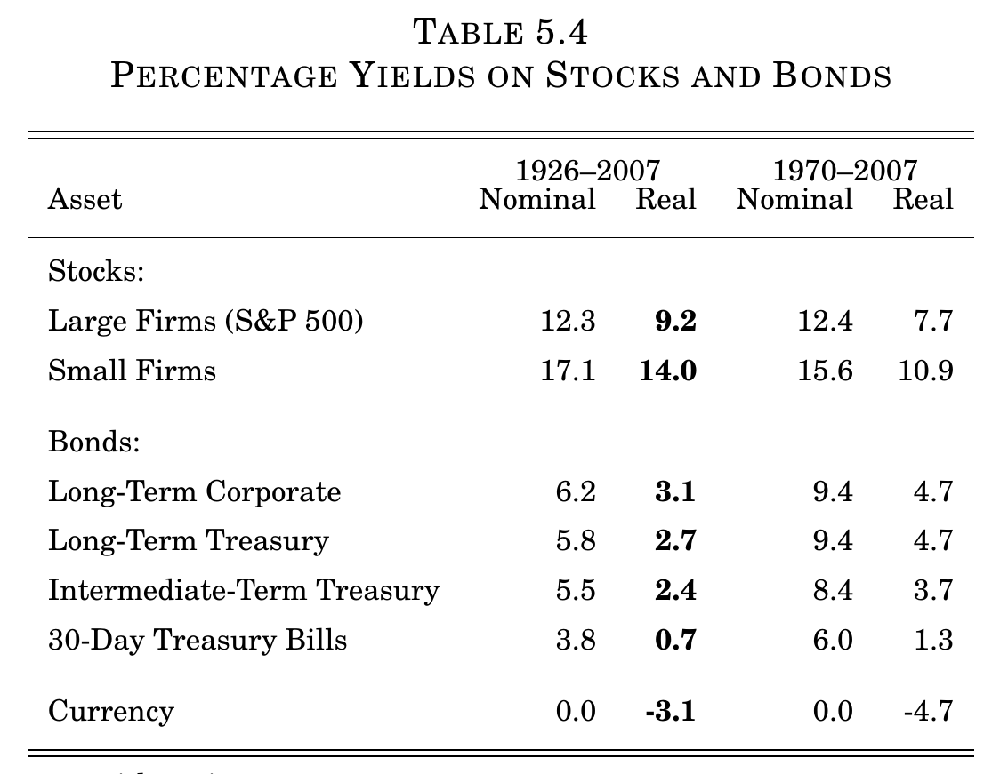 TABLE 5.4
PERCENTAGE YIELDS ON STOCKS AND BONDS
1926–2007 1970–2007
Asset Nominal Real Nominal Real
Stocks:
Large Firms (S&P 500) 12.3 9.2 12.4 7.7
Small Firms 17.1 14.0 15.6 10.9
Bonds:
Long-Term Corporate 6.2 3.1 9.4 4.7
Long-Term Treasury 5.8 2.7 9.4 4.7
Intermediate-Term Treasury 5.5 2.4 8.4 3.7
30-Day Treasury Bills 3.8 0.7 6.0 1.3
Currency 0.0 -3.1 0.0 -4.7